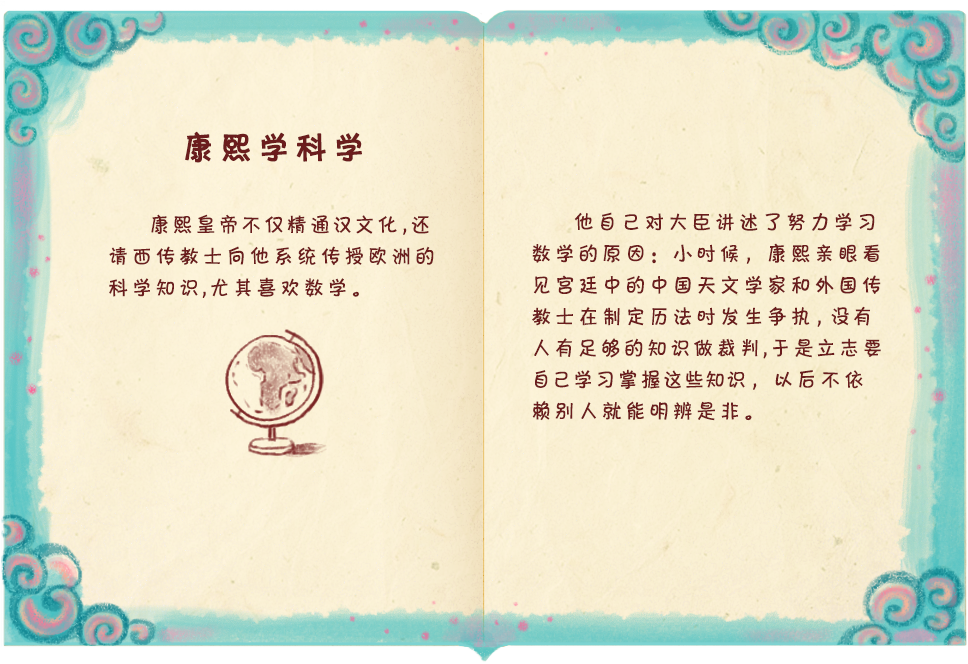 康熙学科学
康熙皇帝不仅精通汉文化,还
请西传教士向他系统传授欧洲的
科学知识,尤其喜欢数学。
他自己对大臣讲述了努力学习
数学的原因：小时候，康熙亲眼看
见宫廷中的中国天文学家和外国传
教士在制定历法时发生争执,没有
人有足够的知识做裁判,于是立志要
自己学习掌握这些知识，以后不依
赖别人就能明辨是非。